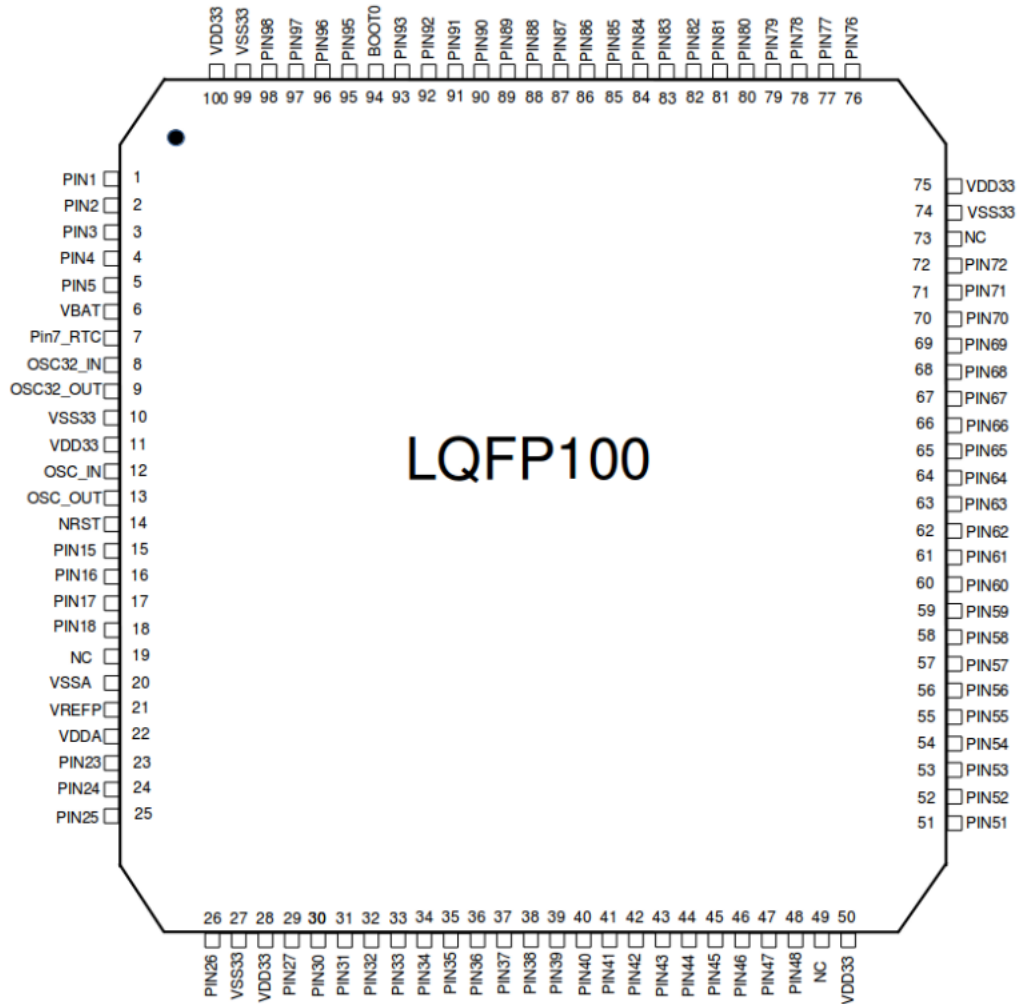 VDD33 VSS33 PIN98 PIN97 PIN96 PIN95 BOOT0 PIN93 PIN92 PIN91 PIN90 PIN89 PIN88 PIN87 PIN86 PIN85 PIN84 PIN83 PIN82 PIN81 PIN80 PIN79 PIN78 PIN77 PIN76
100 99 98 97 96 95 94 93 92 91 90 89 88 87 86 85 84 83 82 81 80 79 78 77 76
PIN1 1
PIN2 2
PIN3 3
PIN4 4
PIN5 5
VBAT 6
Pin7_RTC 7
OSC32_IN 8
OSC32_OUT 9
VSS33 10
VDD33 11
OSC_IN 12
OSC_OUT 13
NRST 14
PIN15 15
PIN16 16
PIN17 17
PIN18 18
NC 19
VSSA 20
VREFP 21
VDDA 22
PIN23 23
PIN24 24
PIN25 25
LQFP100
75 VDD33
74 VSS33
73 NC
72 PIN72
71 PIN71
70 PIN70
69 PIN69
68 PIN68
67 PIN67
66 PIN66
65 PIN65
64 PIN64
63 PIN63
62 PIN62
61 PIN61
60 PIN60
59 PIN59
58 PIN58
57 PIN57
56 PIN56
55 PIN55
54 PIN54
53 PIN53
52 PIN52
51 PIN51
26 27 28 29 30 31 32 33 34 35 36 37 38 39 40 41 42 43 44 45 46 47 48 49 50
PIN26 VSS33 VDD33 PIN27 PIN30 PIN31 PIN32 PIN33 PIN34 PIN35 PIN36 PIN37 PIN38 PIN39 PIN40 PIN41 PIN42 PIN43 PIN44 PIN45 PIN46 PIN47 PIN48 NC VDD33